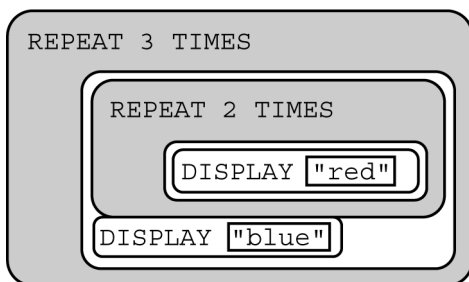 REPEAT 3 TIMES
REPEAT 2 TIMES
DISPLAY "red"
DISPLAY "blue"